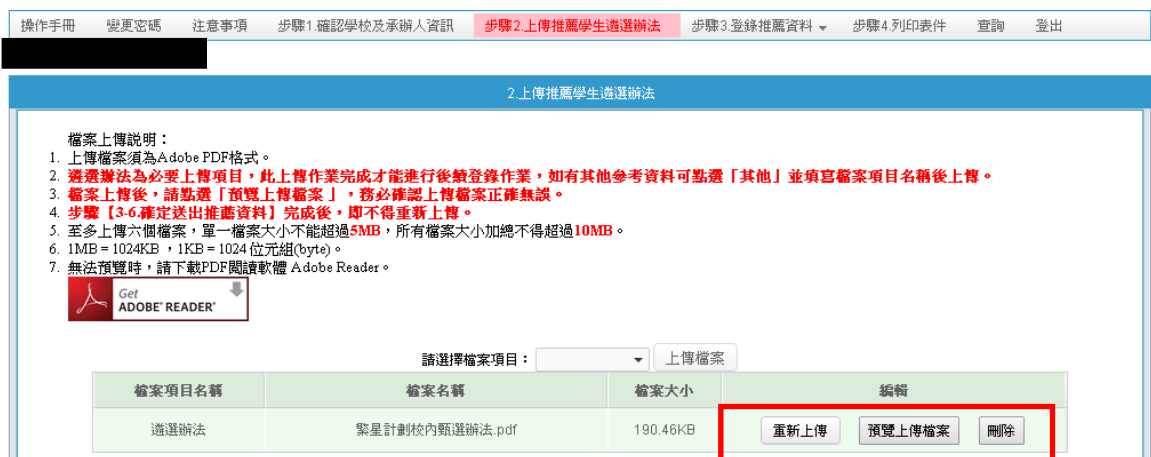 操作手冊 變更密碼 注意事項 步驟1.確認學校及承辦人資訊 步驟2.上傳推薦學生遴選辦法 步驟3.登錄推薦資料 步驟4.列印表件 查詢 登出
2.上傳推薦學生遴選辦法
檔案上傳說明：
1. 上傳檔案須為Adobe PDF格式。
2. 遴選辦法為必要上傳項目，此上傳作業完成才能進行後續登錄作業，如有其他參考資料可點選「其他」並填寫檔案項目名稱後上傳。
3. 檔案上傳後，請點選「預覽上傳檔案」，務必確認上傳檔案正確無誤。
4. 步驟【3-6.確定送出推薦資料】完成後，即不得重新上傳。
5. 至多上傳六個檔案，單一檔案大小不能超過5MB，所有檔案大小加總不得超過10MB。
6. 1MB = 1024KB ，1KB = 1024 位元組(byte)。
7. 無法預覽時，請下載PDF閱讀軟體 Adobe Reader。
Get
ADOBE® READER®
請選擇檔案項目： 上傳檔案
檔案項目名稱 檔案名稱 檔案大小 編輯
遴選辦法 繁星計劃校內甄選辦法.pdf 190.46KB 重新上傳 預覽上傳檔案 刪除